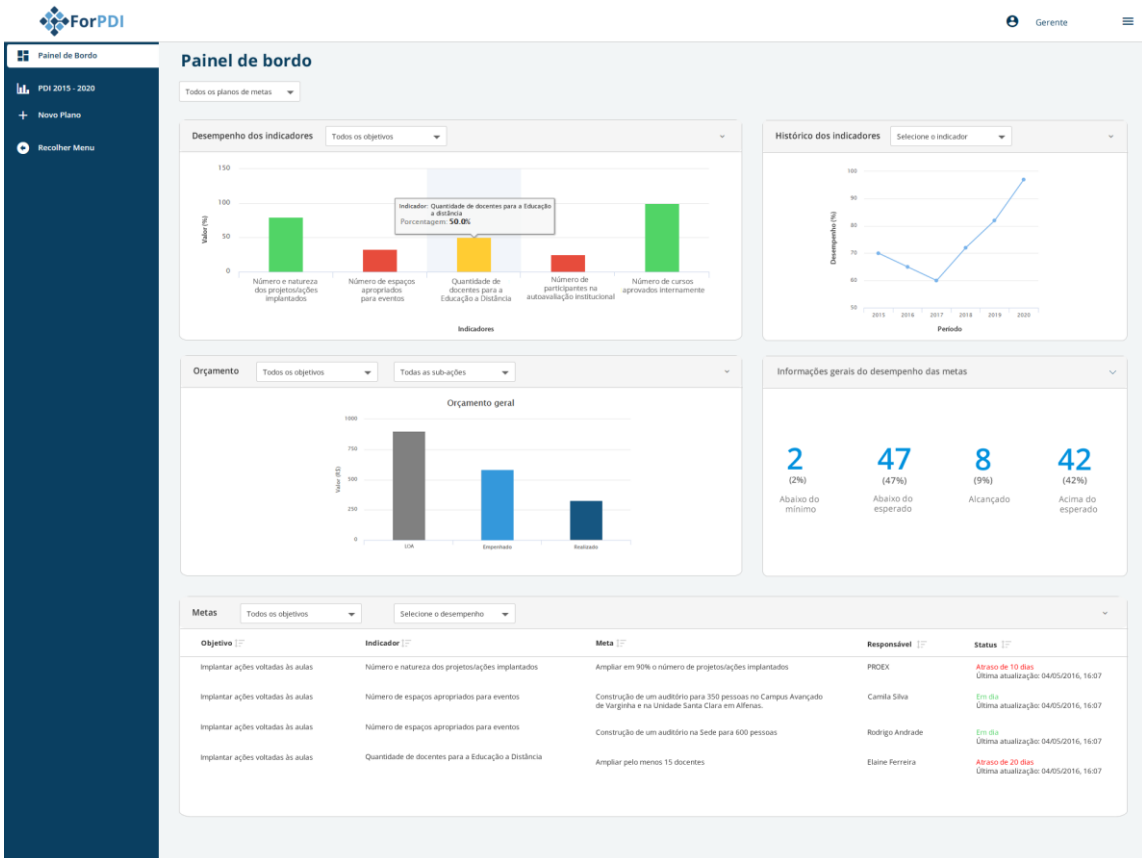 ForPDI
Gerente
Painel de Bordo
PDI 2015 - 2020
Novo Plano
Recolher Menu
Painel de bordo
Todos os planos de metas
Desempenho dos indicadores
Todos os objetivos
150
100
50
0
Valor (%)
Indicador: Quantidade de docentes para a Educação
a distância
Porcentagem: 50.0%
Número e natureza
dos projetos/ações
implantados
Número de espaços
apropriados
para eventos
Quantidade de
docentes para a
Educação a Distância
Número de
participantes na
autoavaliação institucional
Número de cursos
aprovados internamente
Indicadores
Histórico dos indicadores
Selecione o indicador
100
90
80
70
60
50
Desempenho (%)
2015 2016 2017 2018 2019 2020
Período
Orçamento
Todos os objetivos
Todas as sub-ações
Orçamento geral
1000
750
500
250
0
Valor (R$)
LOA Empenhado Realizado
Informações gerais do desempenho das metas
2
(2%)
Abaixo do
mínimo
47
(47%)
Abaixo do
esperado
8
(9%)
Alcançado
42
(42%)
Acima do
esperado
Metas
Todos os objetivos
Selecione o desempenho
Objetivo Indicador Meta Responsável Status
Implantar ações voltadas às aulas
Número e natureza dos projetos/ações implantados
Ampliar em 90% o número de projetos/ações implantados
PROEX
Atraso de 10 dias
Última atualização: 04/05/2016, 16:07
Implantar ações voltadas às aulas
Número de espaços apropriados para eventos
Construção de um auditório para 350 pessoas no Campus Avançado
de Varginha e na Unidade Santa Clara em Alfenas.
Camila Silva
Em dia
Última atualização: 04/05/2016, 16:07
Implantar ações voltadas às aulas
Número de espaços apropriados para eventos
Construção de um auditório na Sede para 600 pessoas
Rodrigo Andrade
Em dia
Última atualização: 04/05/2016, 16:07
Implantar ações voltadas às aulas
Quantidade de docentes para a Educação a Distância
Ampliar pelo menos 15 docentes
Elaine Ferreira
Atraso de 20 dias
Última atualização: 04/05/2016, 16:07